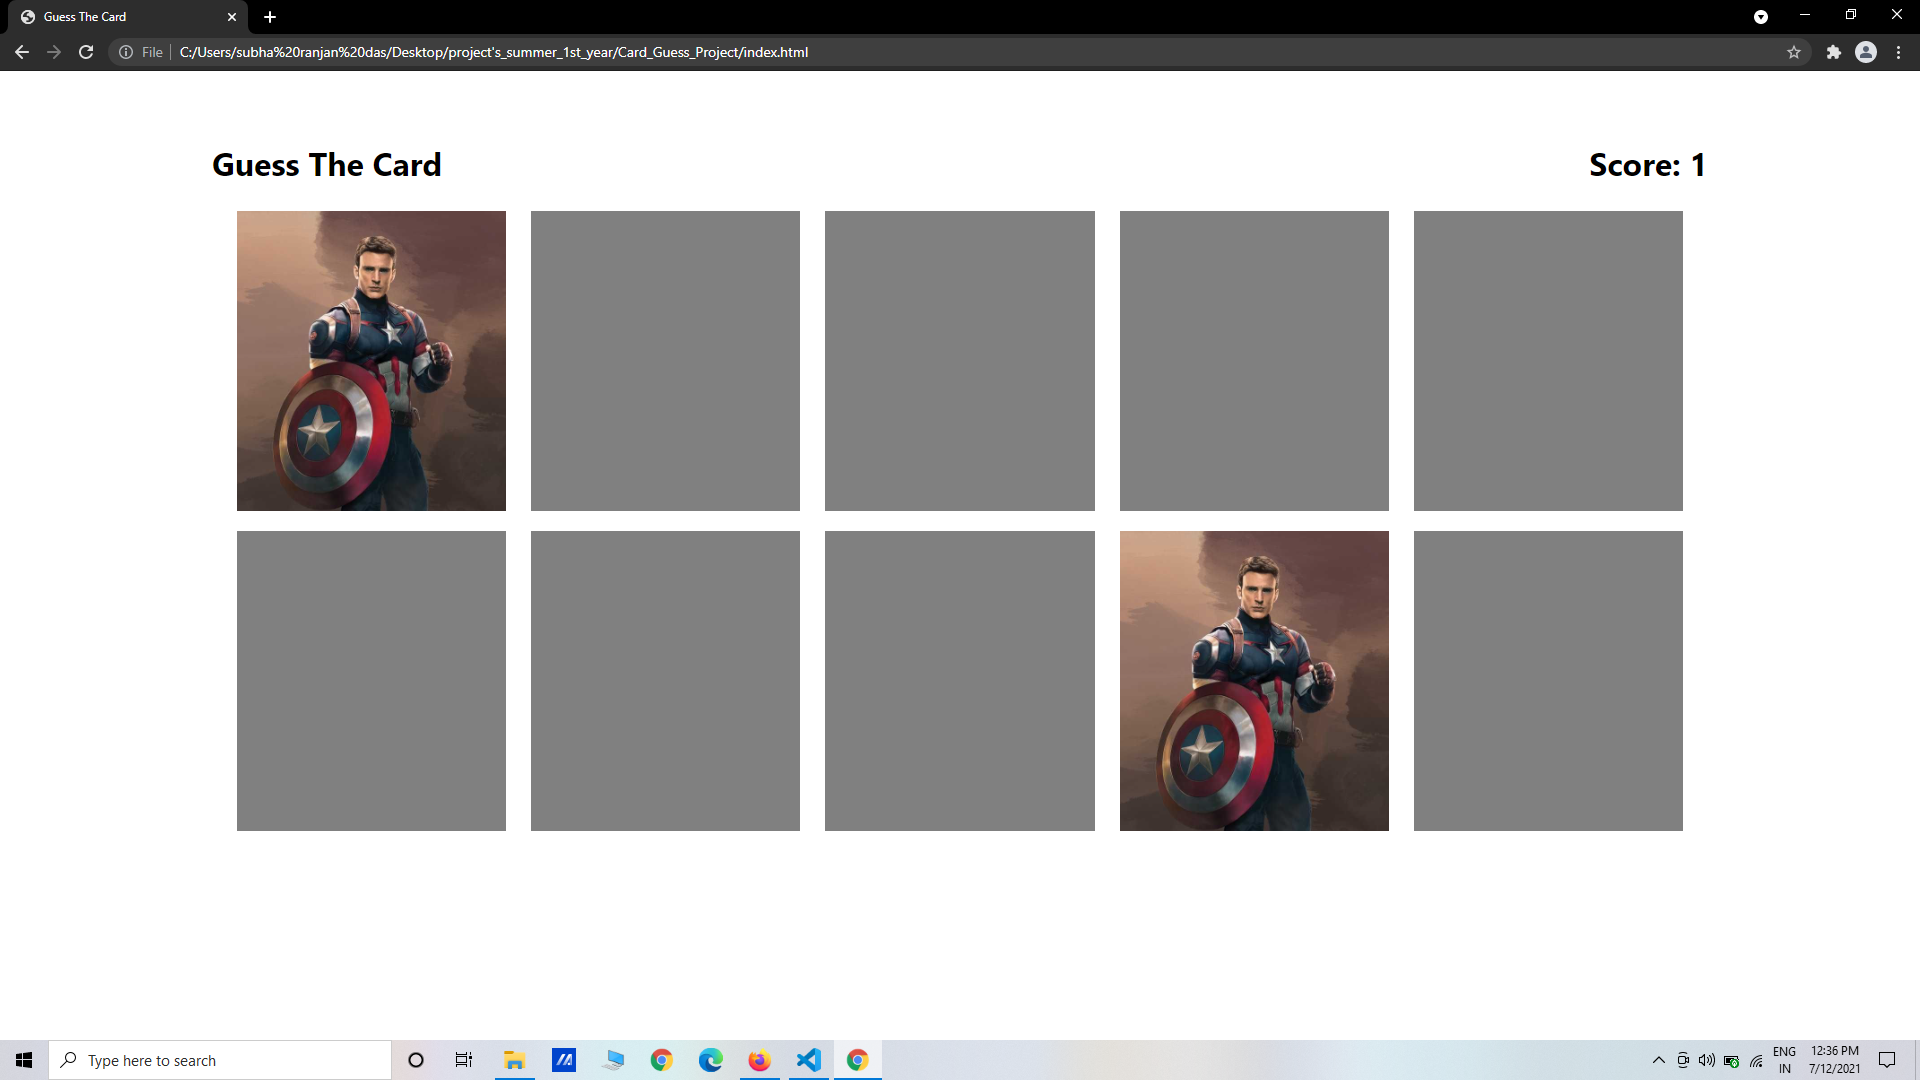 Guess The Card
File
C:/Users/subha%20ranjan%20das/Desktop/project's_summer_1st_year/Card_Guess_Project/index.html
Guess The Card
Score: 1
Type here to search
ENG
IN
12:36 PM
7/12/2021